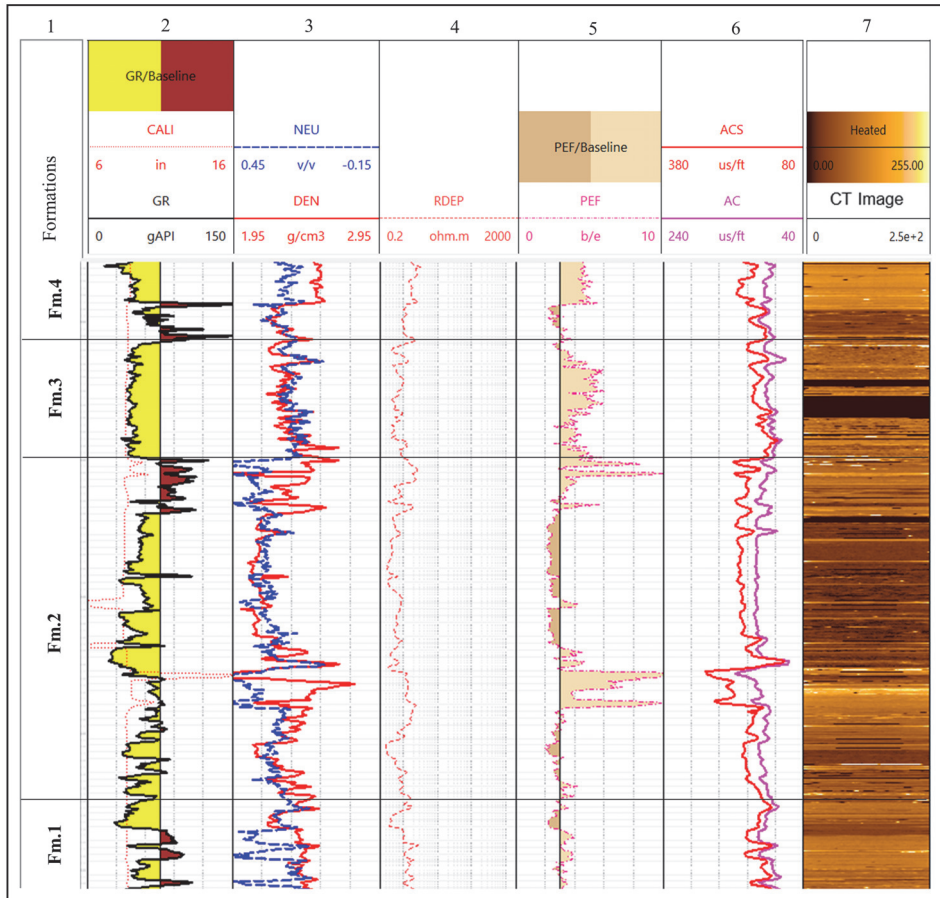 1 2 3 4 5 6 7
GR/Baseline
CALI
6 in 16
GR
0 gAPI 150
NEU
0.45 v/v -0.15
DEN
1.95 g/cm3 2.95
RDEP
0.2 ohm.m 2000
PEF/Baseline
PEF
0 b/e 10
ACS
380 us/ft 80
AC
240 us/ft 40
Heated
0.00 255.00
CT Image
0 2.5e+2
Formations
Fm.4
Fm.3
Fm.2
Fm.1